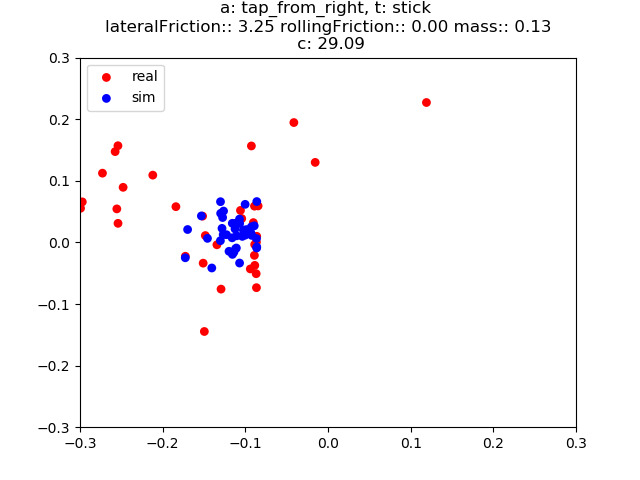 a: tap_from_right, t: stick
lateralFriction:: 3.25 rollingFriction:: 0.00 mass:: 0.13
c: 29.09
real
sim
0.3
0.2
0.1
0.0
−0.1
−0.2
−0.3
−0.3 −0.2 −0.1 0.0 0.1 0.2 0.3